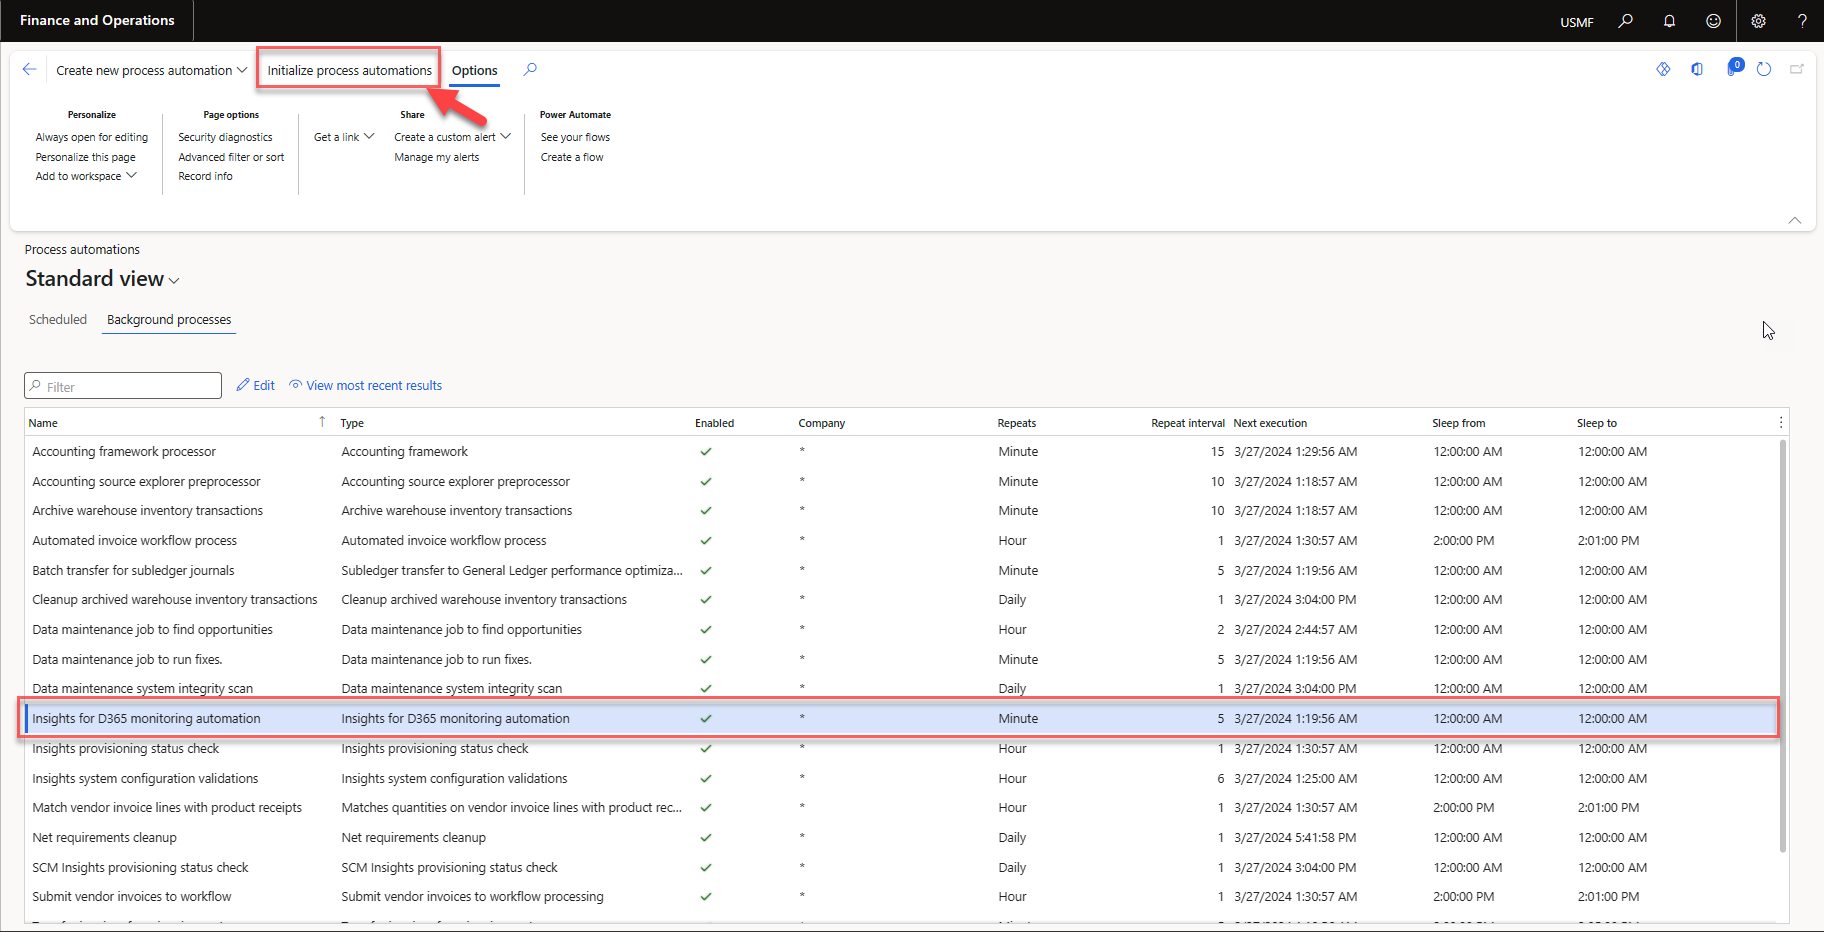 Finance and Operations USMF ?
Create new process automation Initialize process automations Options 0
Personalize Page options Share Power Automate
Always open for editing Security diagnostics Get a link Create a custom alert See your flows
Personalize this page Advanced filter or sort Manage my alerts Create a flow
Add to workspace Record info
Process automations
Standard view
Scheduled Background processes
Filter Edit View most recent results
Name Type Enabled Company Repeats Repeat interval Next execution Sleep from Sleep to
Accounting framework processor Accounting framework * Minute 15 3/27/2024 1:29:56 AM 12:00:00 AM 12:00:00 AM
Accounting source explorer preprocessor Accounting source explorer preprocessor * Minute 10 3/27/2024 1:18:57 AM 12:00:00 AM 12:00:00 AM
Archive warehouse inventory transactions Archive warehouse inventory transactions * Minute 10 3/27/2024 1:18:57 AM 12:00:00 AM 12:00:00 AM
Automated invoice workflow process Automated invoice workflow process * Hour 1 3/27/2024 1:30:57 AM 2:00:00 PM 2:01:00 PM
Batch transfer for subledger journals Subledger transfer to General Ledger performance optimiza... * Minute 5 3/27/2024 1:19:56 AM 12:00:00 AM 12:00:00 AM
Cleanup archived warehouse inventory transactions Cleanup archived warehouse inventory transactions * Daily 1 3/27/2024 3:04:00 PM 12:00:00 AM 12:00:00 AM
Data maintenance job to find opportunities Data maintenance job to find opportunities * Hour 2 3/27/2024 2:44:57 AM 12:00:00 AM 12:00:00 AM
Data maintenance job to run fixes. Data maintenance job to run fixes. * Minute 5 3/27/2024 1:19:56 AM 12:00:00 AM 12:00:00 AM
Data maintenance system integrity scan Data maintenance system integrity scan * Daily 1 3/27/2024 3:04:00 PM 12:00:00 AM 12:00:00 AM
Insights for D365 monitoring automation Insights for D365 monitoring automation * Minute 5 3/27/2024 1:19:56 AM 12:00:00 AM 12:00:00 AM
Insights provisioning status check Insights provisioning status check * Hour 1 3/27/2024 1:30:57 AM 12:00:00 AM 12:00:00 AM
Insights system configuration validations Insights system configuration validations * Hour 6 3/27/2024 1:25:00 AM 12:00:00 AM 12:00:00 AM
Match vendor invoice lines with product receipts Matches quantities on vendor invoice lines with product rec... * Hour 1 3/27/2024 1:30:57 AM 2:00:00 PM 2:01:00 PM
Net requirements cleanup Net requirements cleanup * Daily 1 3/27/2024 5:41:58 PM 12:00:00 AM 12:00:00 AM
SCM Insights provisioning status check SCM Insights provisioning status check * Daily 1 3/27/2024 3:04:00 PM 12:00:00 AM 12:00:00 AM
Submit vendor invoices to workflow Submit vendor invoices to workflow processing * Hour 1 3/27/2024 1:30:57 AM 2:00:00 PM 2:01:00 PM